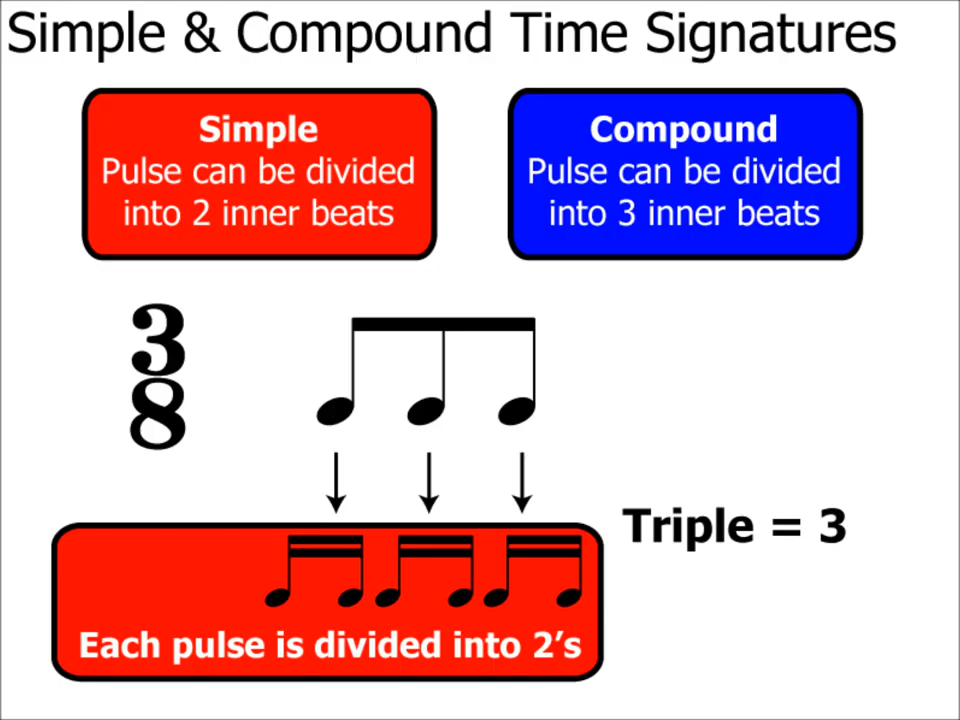 Simple & Compound Time Signatures
Simple
Pulse can be divided
into 2 inner beats
Compound
Pulse can be divided
into 3 inner beats
3
8
Triple = 3
Each pulse is divided into 2's